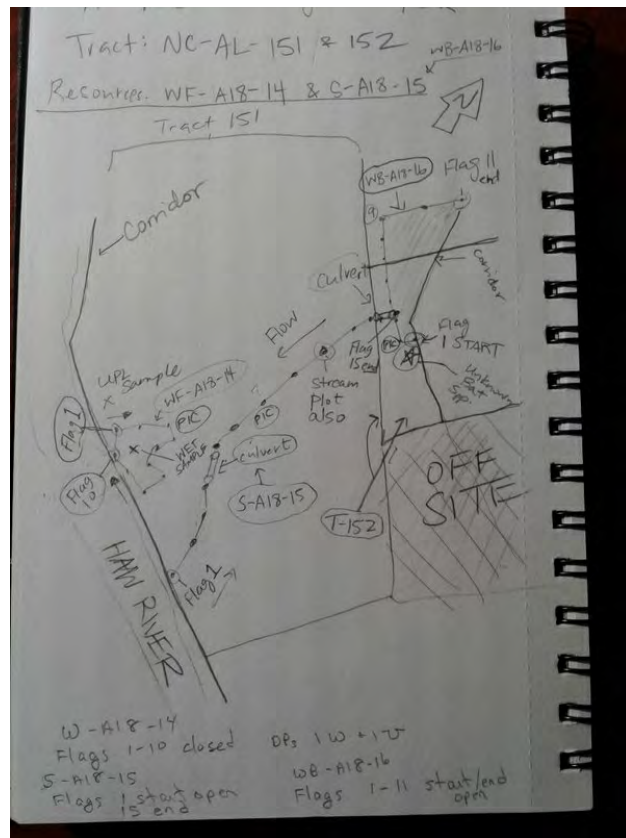 Tract: NC-AL-151 & 152
WB-A18-16
Resources: WF-A18-14 & S-A18-15
N
Tract 151
WB-A18-16
Flag 11
end
9
Corridor
Culvert
corridor
Flow
Flag
1 START
Flag
15 end
PIC
Unknown
Bat
Spp.
UPL
Sample
X
WF-A18-14
Stream
Plot
also
Flag 1
PIC
PIC
X
WET
Sample
culvert
OFF
SITE
Flag
10
S-A18-15
T-152
Flag 1
HAW RIVER
W-A18-14
Flags 1-10 closed
DPs 1W + 1U
S-A18-15
Flags 1 start open
15 end
WB-A18-16
Flags 1-11 start/end
open